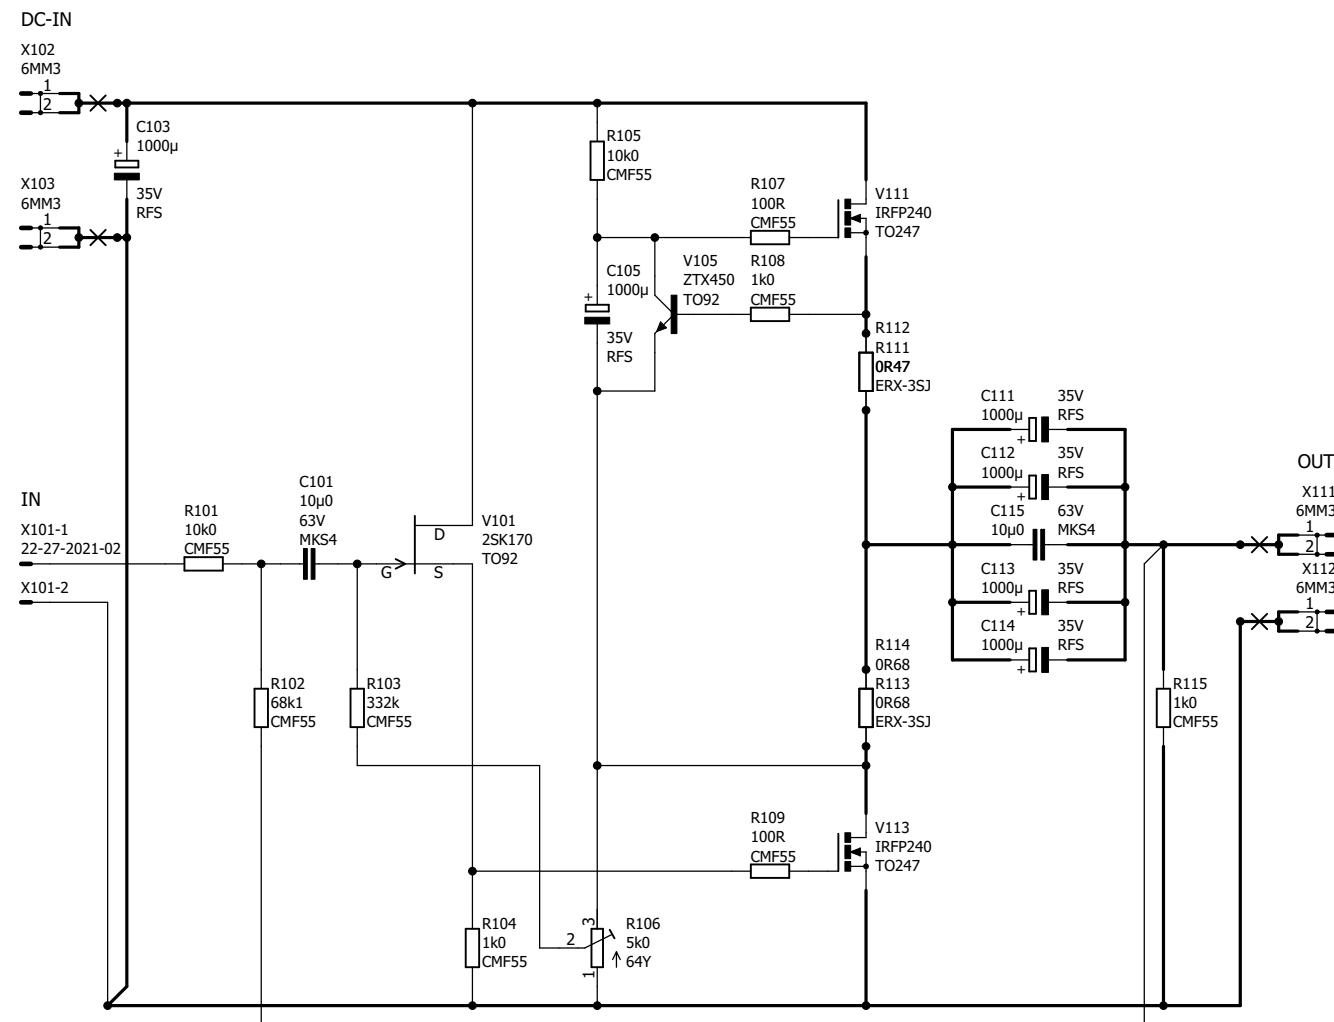 DC-IN
X102
6MM3
1
2
C103
1000µ
+
35V
RFS
X103
6MM3
1
2
R105
10k0
CMF55
R107
100R
CMF55
V111
IRFP240
TO247
C105
1000µ
+
35V
RFS
V105
ZTX450
TO92
R108
1k0
CMF55
R112
R111
0R47
ERX-3SJ
C111
1000µ
+
35V
RFS
C112
1000µ
+
35V
RFS
C115
10µ0
63V
MKS4
C113
1000µ
+
35V
RFS
C114
1000µ
+
35V
RFS
OUT
X111
6MM3
1
2
X112
6MM3
1
2
IN
X101-1
22-27-2021-02
X101-2
R101
10k0
CMF55
C101
10µ0
63V
MKS4
D
G
S
V101
2SK170
TO92
R102
68k1
CMF55
R103
332k
CMF55
R114
0R68
R113
0R68
ERX-3SJ
R115
1k0
CMF55
R109
100R
CMF55
V113
IRFP240
TO247
R104
1k0
CMF55
3
2
1
R106
5k0
64Y